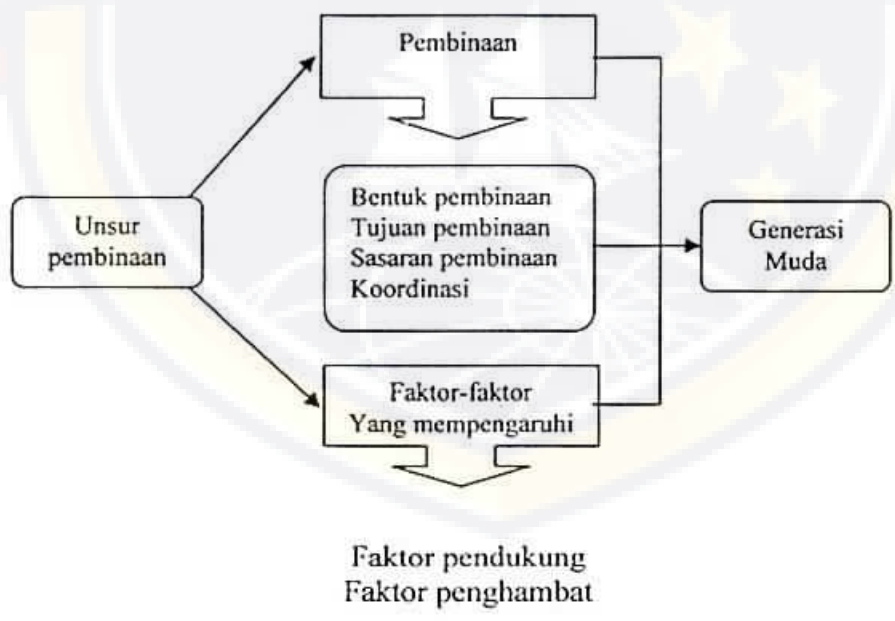 Pembinaan
Unsur
pembinaan
Bentuk pembinaan
Tujuan pembinaan
Sasaran pembinaan
Koordinasi
Generasi
Muda
Faktor-faktor
Yang mempengaruhi
Faktor pendukung
Faktor penghambat